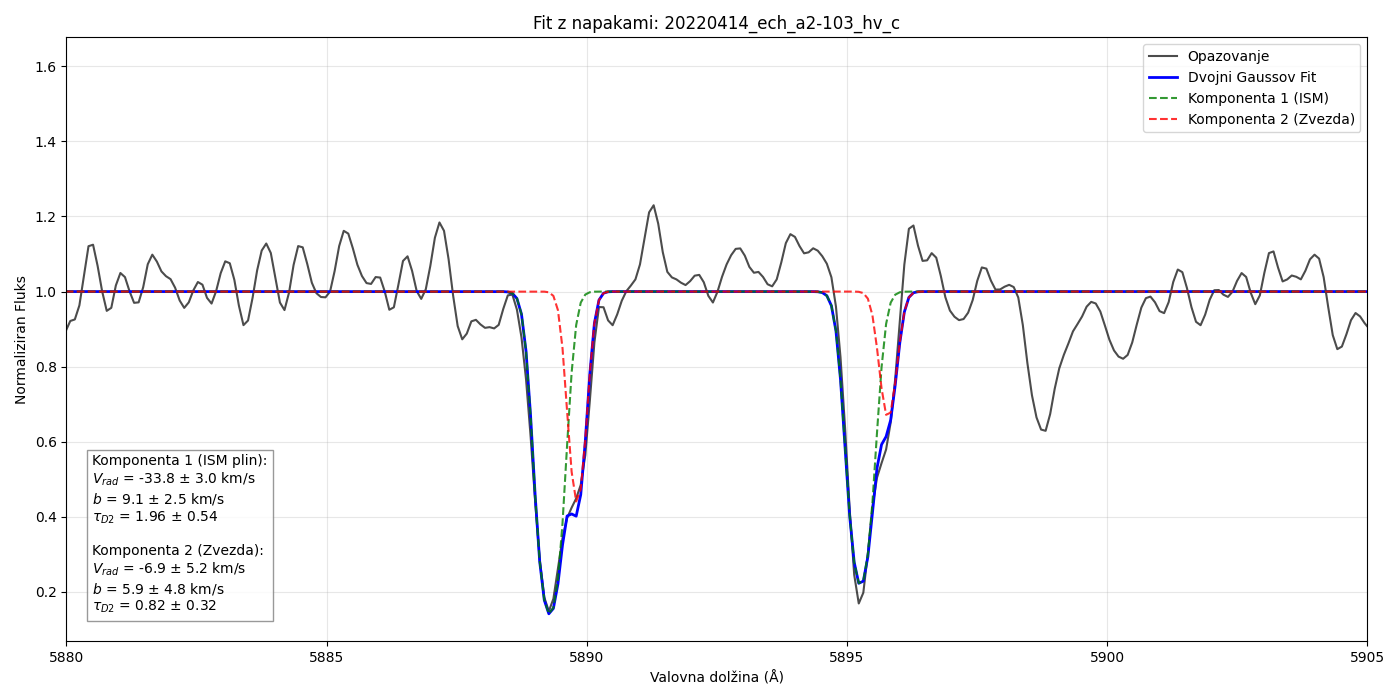 Fit z napakami: 20220414_ech_a2-103_hv_c
Normaliziran Fluks
1.6
1.4
1.2
1.0
0.8
0.6
0.4
0.2
Opazovanje
Dvojni Gaussov Fit
Komponenta 1 (ISM)
Komponenta 2 (Zvezda)
Komponenta 1 (ISM plin):
V_rad = -33.8 ± 3.0 km/s
b = 9.1 ± 2.5 km/s
τ_D2 = 1.96 ± 0.54
Komponenta 2 (Zvezda):
V_rad = -6.9 ± 5.2 km/s
b = 5.9 ± 4.8 km/s
τ_D2 = 0.82 ± 0.32
5880 5885 5890 5895 5900 5905
Valovna dolžina (Å)